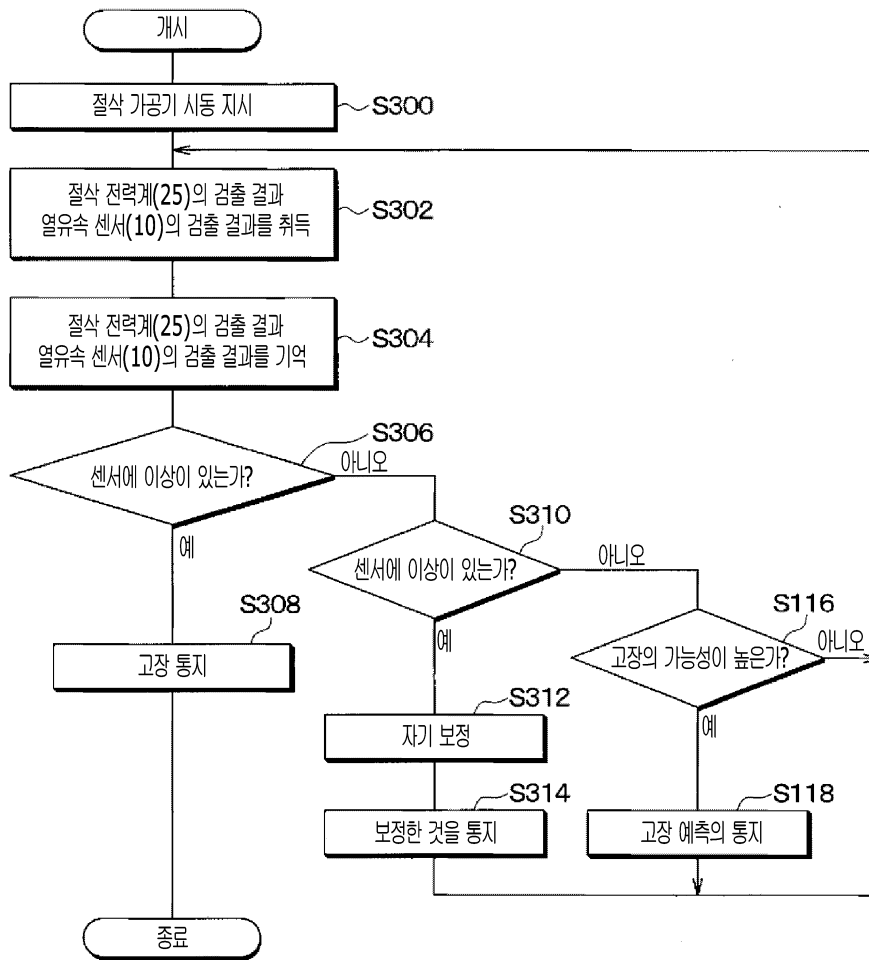 개시
절삭 가공기 시동 지시
S300
절삭 전력계(25)의 검출 결과
열유속 센서(10)의 검출 결과를 취득
S302
절삭 전력계(25)의 검출 결과
열유속 센서(10)의 검출 결과를 기억
S304
S306
센서에 이상이 있는가?
아니오
예
S310
센서에 이상이 있는가?
아니오
예
S116
고장의 가능성이 높은가?
아니오
예
S308
고장 통지
S312
자기 보정
S314
보정한 것을 통지
S118
고장 예측의 통지
종료